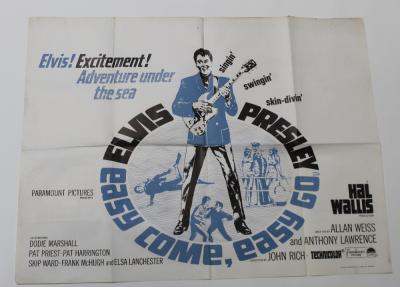 Elvis! Excitement!
Adventure under
the sea
singin'
swingin'
skin-divin'
ELVIS PRESLEY
easy come, easy go
PARAMOUNT PICTURES
HAL
WALLIS
DODIE MARSHALL
PAT PRIEST · PAT HARRINGTON
SKIP WARD · FRANK McHUGH and ELSA LANCHESTER
ALLAN WEISS
and ANTHONY LAWRENCE
DIRECTED BY JOHN RICH · TECHNICOLOR